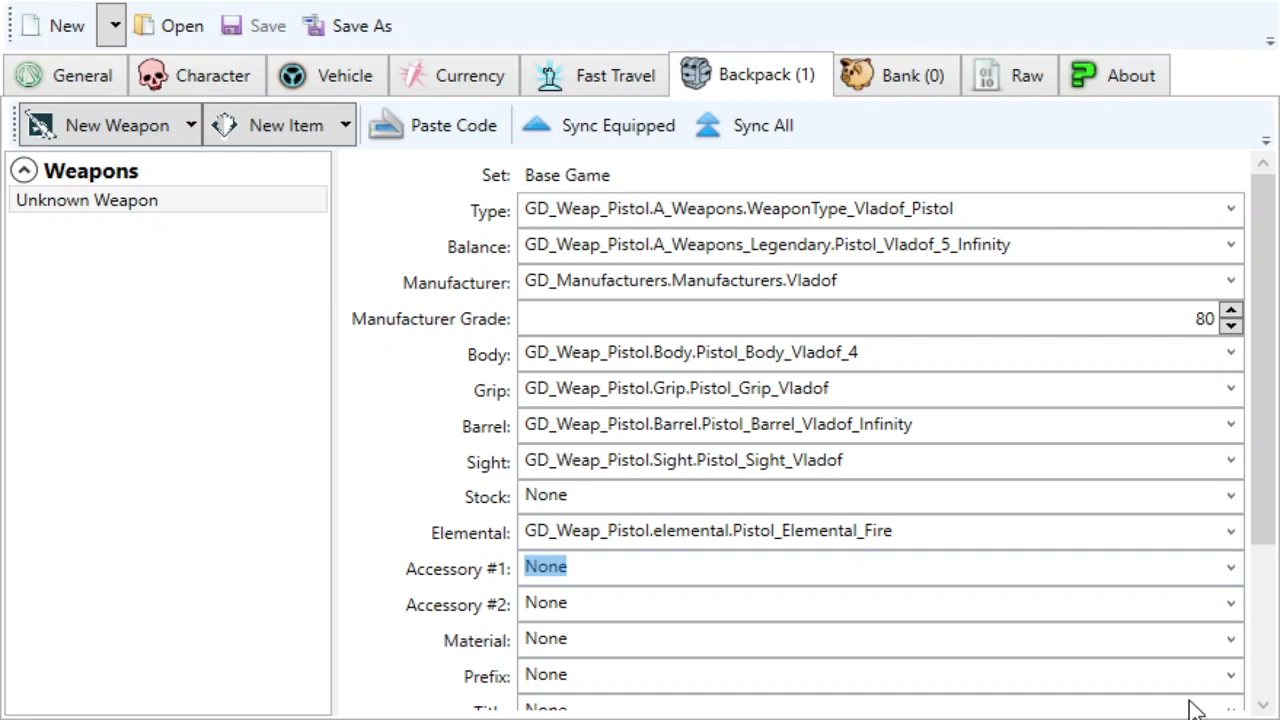 New Open Save Save As
General Character Vehicle Currency Fast Travel Backpack (1) Bank (0) Raw About
New Weapon New Item Paste Code Sync Equipped Sync All
Weapons
Unknown Weapon
Set: Base Game
Type: GD_Weap_Pistol.A_Weapons.WeaponType_Vladof_Pistol
Balance: GD_Weap_Pistol.A_Weapons_Legendary.Pistol_Vladof_5_Infinity
Manufacturer: GD_Manufacturers.Manufacturers.Vladof
Manufacturer Grade: 80
Body: GD_Weap_Pistol.Body.Pistol_Body_Vladof_4
Grip: GD_Weap_Pistol.Grip.Pistol_Grip_Vladof
Barrel: GD_Weap_Pistol.Barrel.Pistol_Barrel_Vladof_Infinity
Sight: GD_Weap_Pistol.Sight.Pistol_Sight_Vladof
Stock: None
Elemental: GD_Weap_Pistol.elemental.Pistol_Elemental_Fire
Accessory #1: None
Accessory #2: None
Material: None
Prefix: None